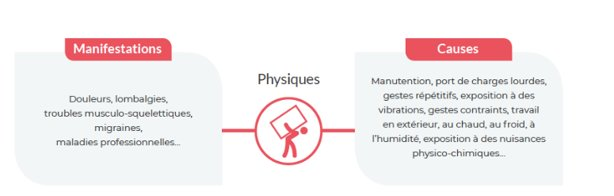 Manifestations
Douleurs, lombalgies,
troubles musculo-squelettiques,
migraines,
maladies professionnelles...
Physiques
Causes
Manutention, port de charges lourdes,
gestes répétitifs, exposition à des
vibrations, gestes contraints, travail
en extérieur, au chaud, au froid, à
l'humidité, exposition à des nuisances
physico-chimiques...